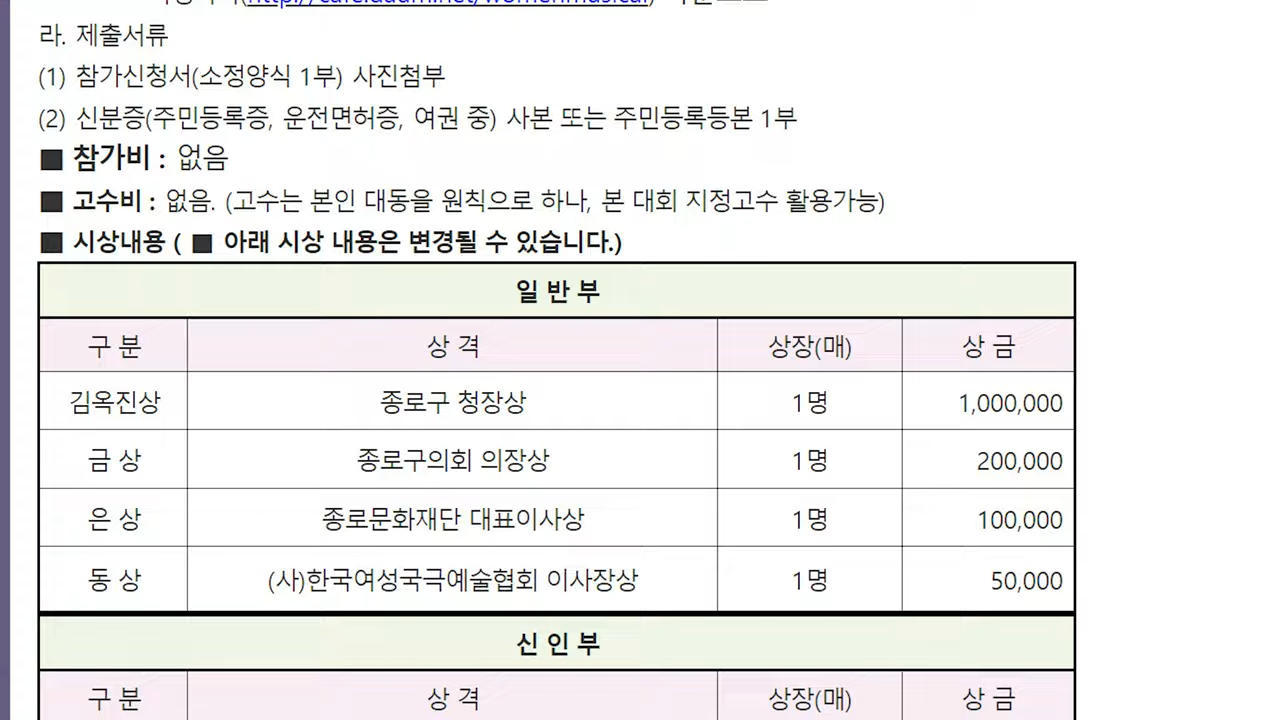 http://cafe.daum.net/womenmusical)
라. 제출서류
(1) 참가신청서(소정양식 1부) 사진첨부
(2) 신분증(주민등록증, 운전면허증, 여권 중) 사본 또는 주민등록등본 1부
■ 참가비 : 없음
■ 고수비 : 없음. (고수는 본인 대동을 원칙으로 하나, 본 대회 지정고수 활용가능)
■ 시상내용 ( ■ 아래 시상 내용은 변경될 수 있습니다.)
일 반 부
구 분 상 격 상장(매) 상 금
김옥진상 종로구 청장상 1명 1,000,000
금 상 종로구의회 의장상 1명 200,000
은 상 종로문화재단 대표이사상 1명 100,000
동 상 (사)한국여성국극예술협회 이사장상 1명 50,000
신 인 부
구 분 상 격 상장(매) 상 금